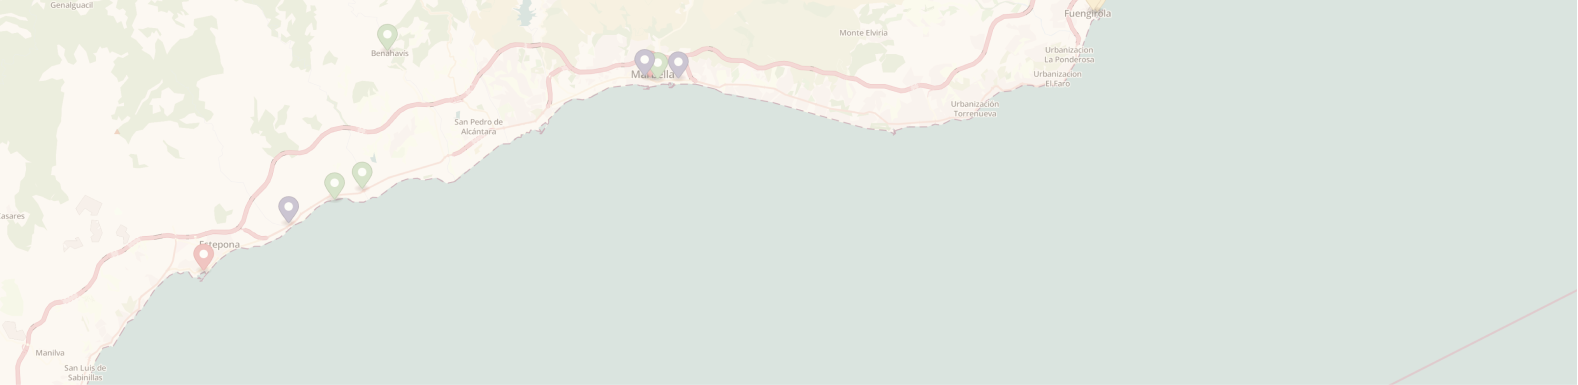 Genalguacil
Fuengirola
Monte Elviria
Benahavís
Urbanización
La Ponderosa
Marbella
Urbanización
El Faro
Urbanización
Torrenueva
San Pedro de
Alcántara
asares
Estepona
Manilva
San Luis de
Sabinillas